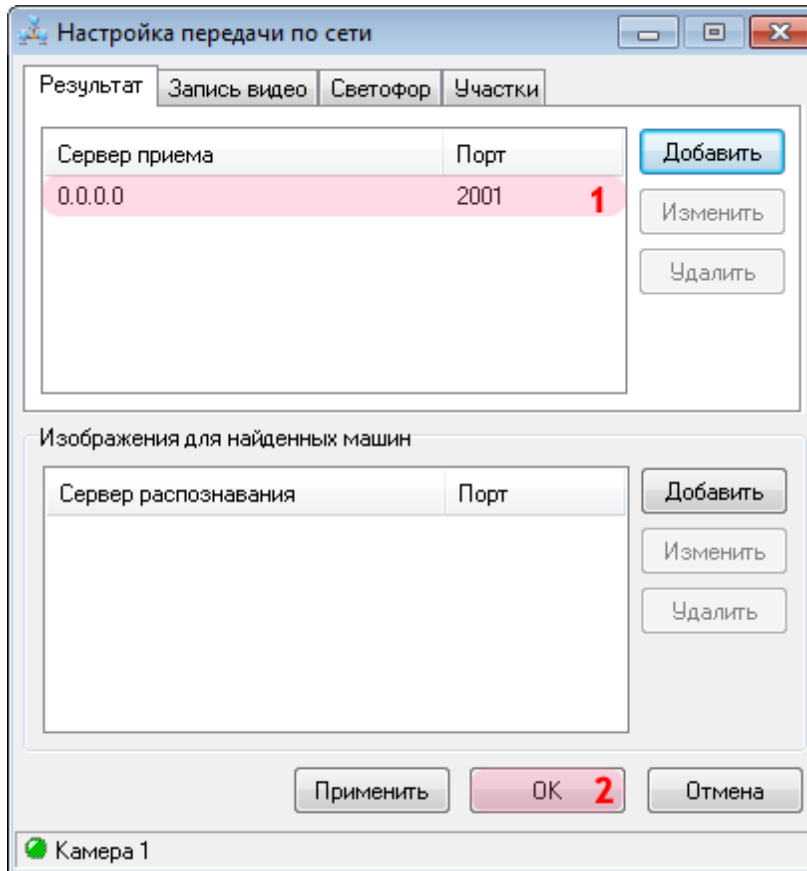 Настройка передачи по сети
Результат Запись видео Светофор Участки
Сервер приема Порт Добавить
0.0.0.0 2001 1
Изменить
Удалить
Изображения для найденных машин
Сервер распознавания Порт Добавить
Изменить
Удалить
Применить OK 2 Отмена
Камера 1